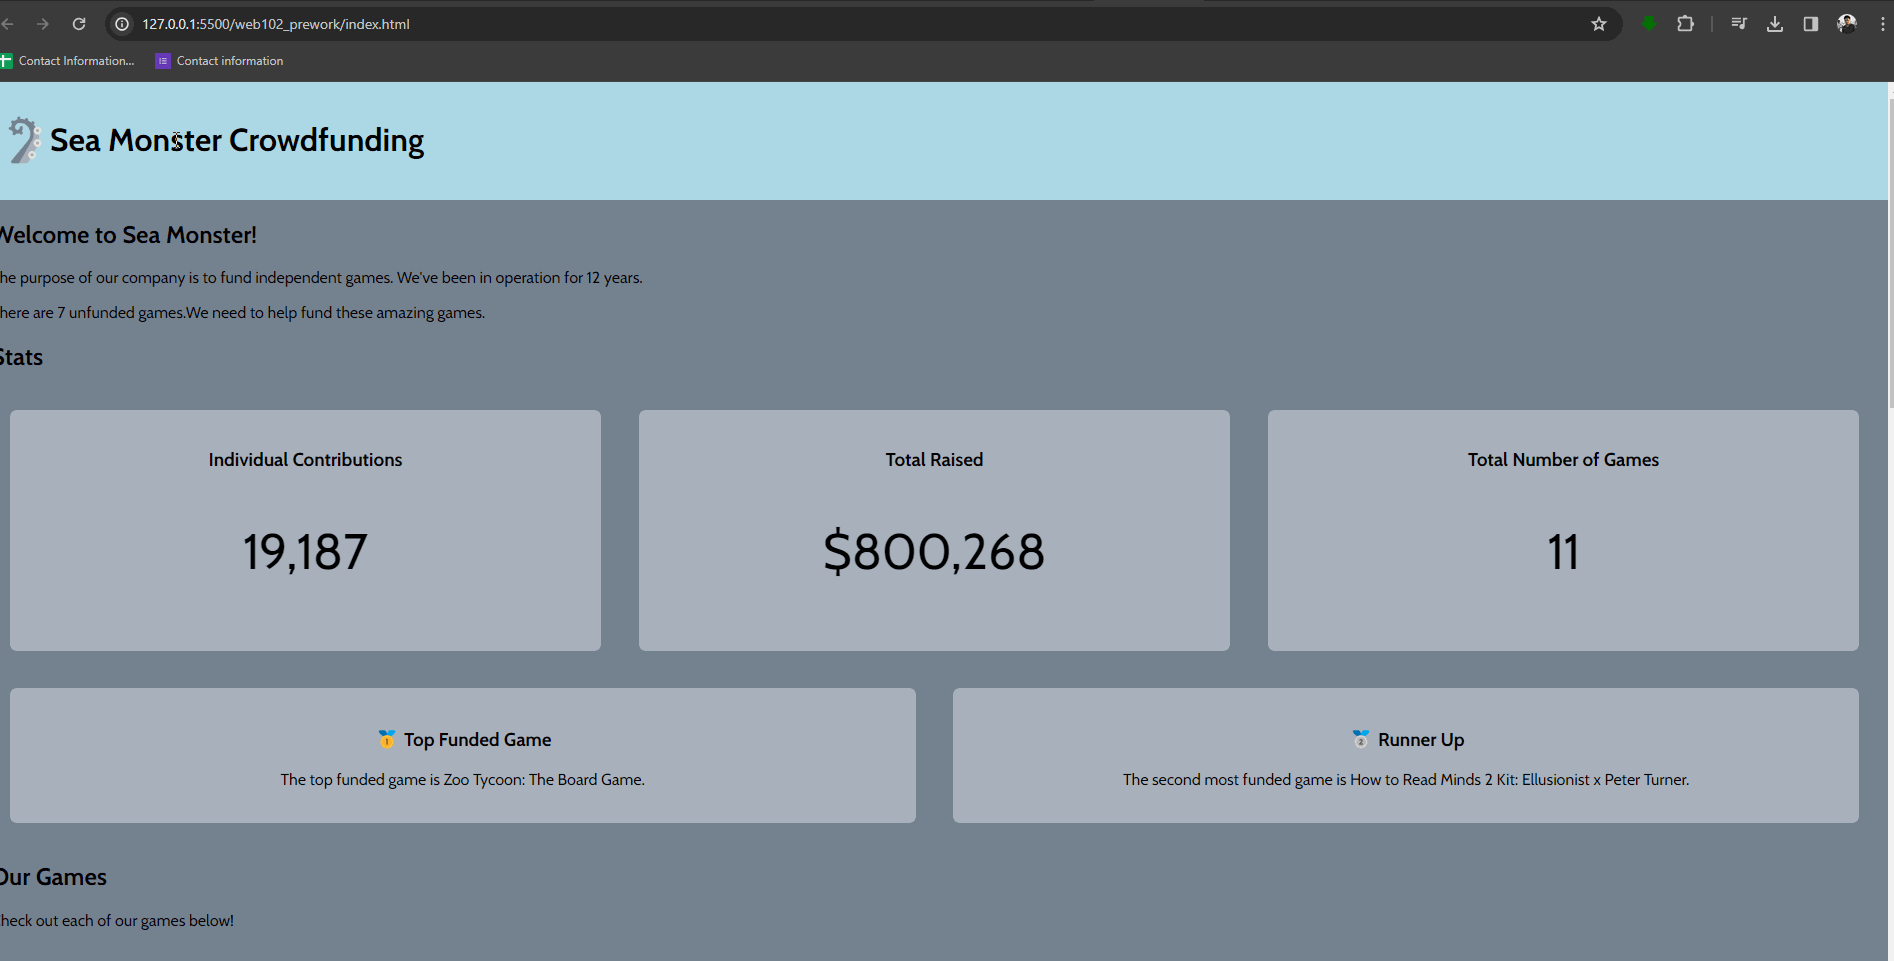 127.0.0.1:5500/web102_prework/index.html
Contact Information...
Contact information
Sea Monster Crowdfunding
Welcome to Sea Monster!
he purpose of our company is to fund independent games. We've been in operation for 12 years.
here are 7 unfunded games.We need to help fund these amazing games.
Stats
Individual Contributions
Total Raised
Total Number of Games
19,187
$800,268
11
Top Funded Game
Runner Up
The top funded game is Zoo Tycoon: The Board Game.
The second most funded game is How to Read Minds 2 Kit: Ellusionist x Peter Turner.
Our Games
heck out each of our games below!